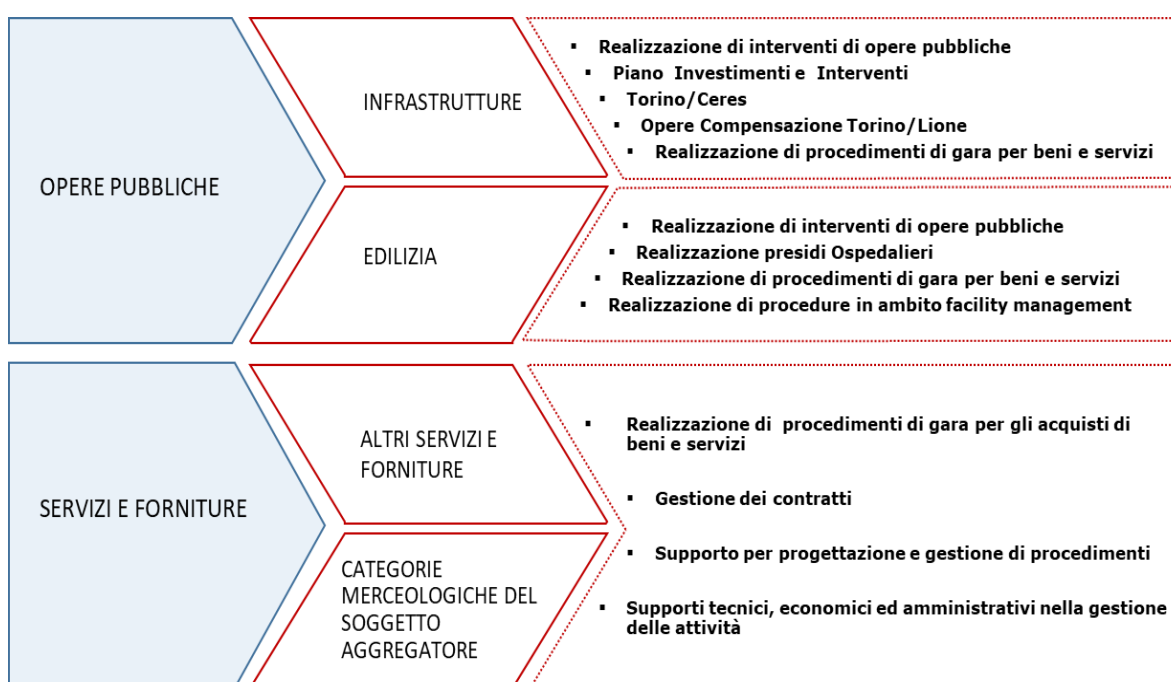 OPERE PUBBLICHE
INFRASTRUTTURE
▪ Realizzazione di interventi di opere pubbliche
▪ Piano Investimenti e Interventi
▪ Torino/Ceres
▪ Opere Compensazione Torino/Lione
▪ Realizzazione di procedimenti di gara per beni e servizi
EDILIZIA
▪ Realizzazione di interventi di opere pubbliche
▪ Realizzazione presidi Ospedalieri
▪ Realizzazione di procedimenti di gara per beni e servizi
▪ Realizzazione di procedure in ambito facility management
SERVIZI E FORNITURE
ALTRI SERVIZI E
FORNITURE
CATEGORIE
MERCEOLOGICHE DEL
SOGGETTO
AGGREGATORE
▪ Realizzazione di procedimenti di gara per gli acquisti di
beni e servizi
▪ Gestione dei contratti
▪ Supporto per progettazione e gestione di procedimenti
▪ Supporti tecnici, economici ed amministrativi nella gestione
delle attività